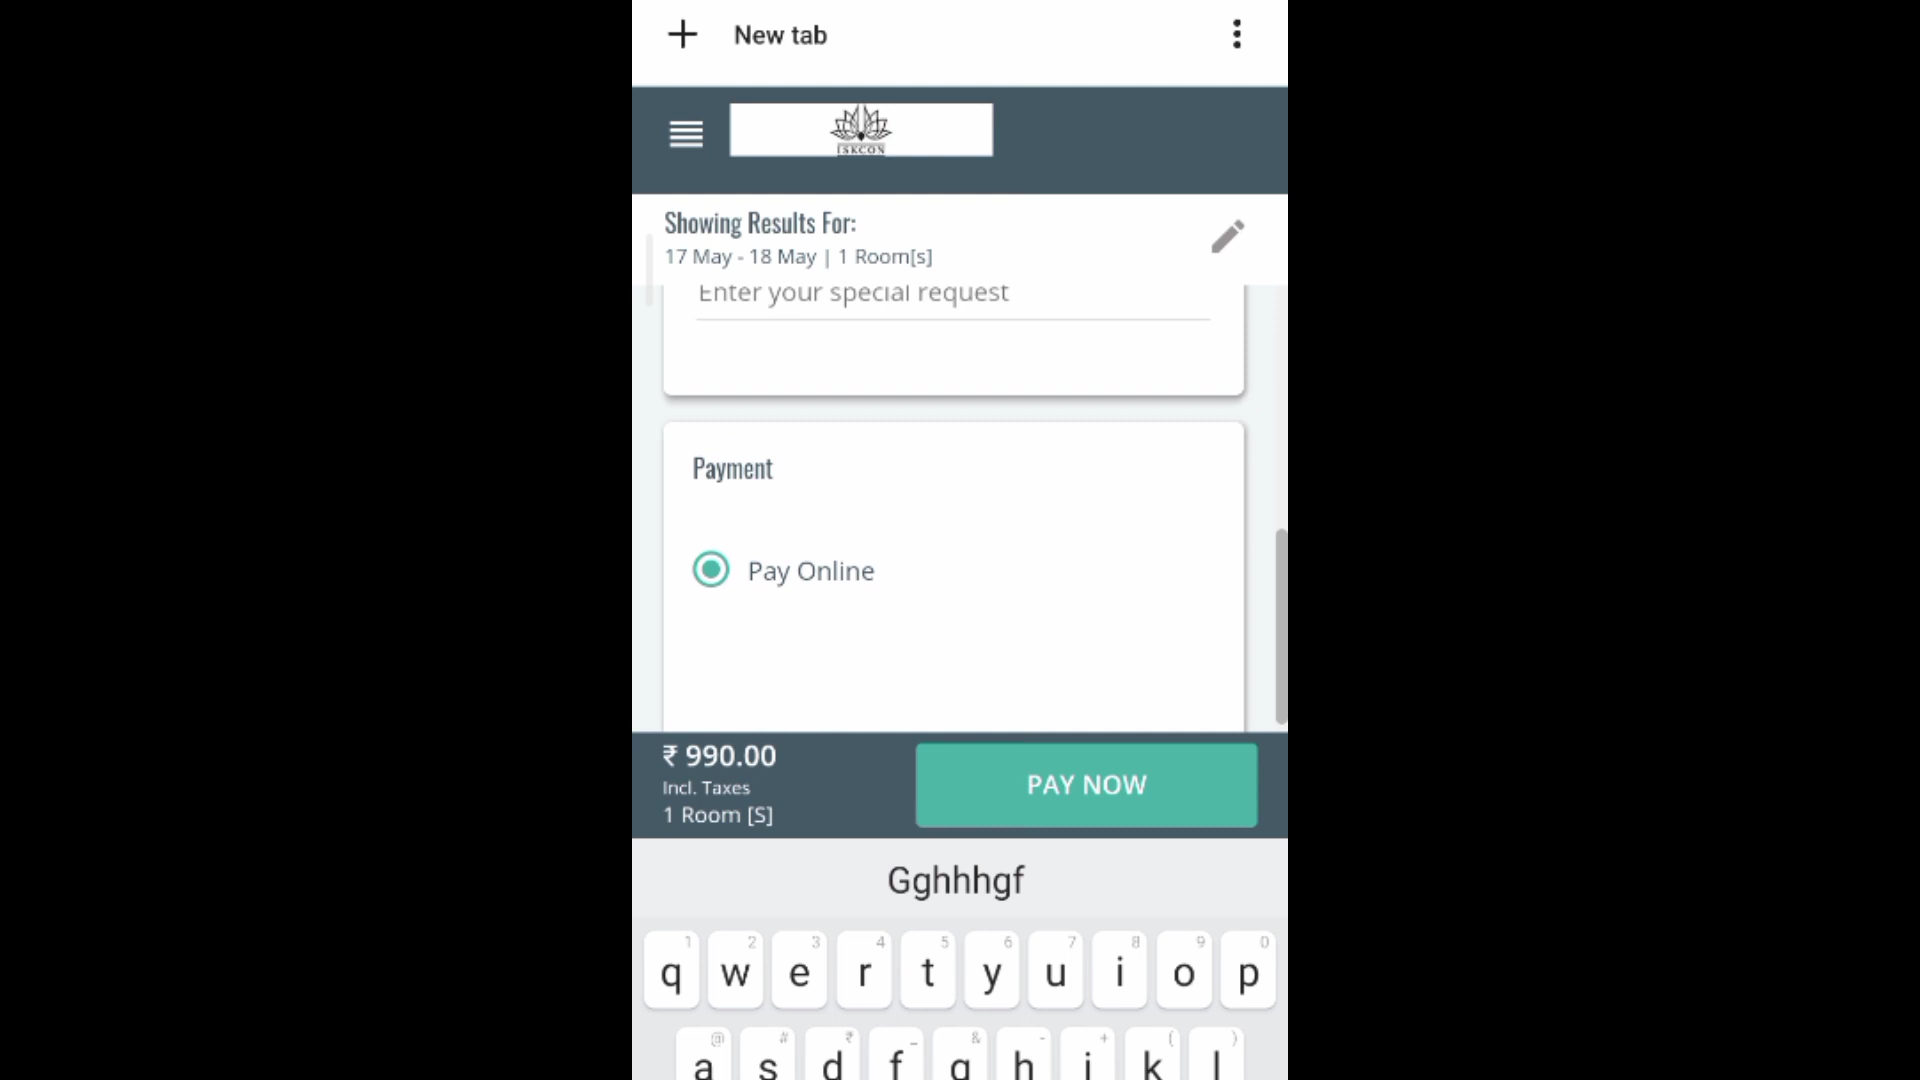 New tab
ISKCON
Showing Results For:
17 May - 18 May | 1 Room[s]
Enter your special request
Payment
Pay Online
₹ 990.00
Incl. Taxes
1 Room [S]
PAY NOW
Gghhhgf
1 2 3 4 5 6 7 8 9 0
q w e r t y u i o p
@ # ₹ _ & - + ( )
a s d f g h j k l